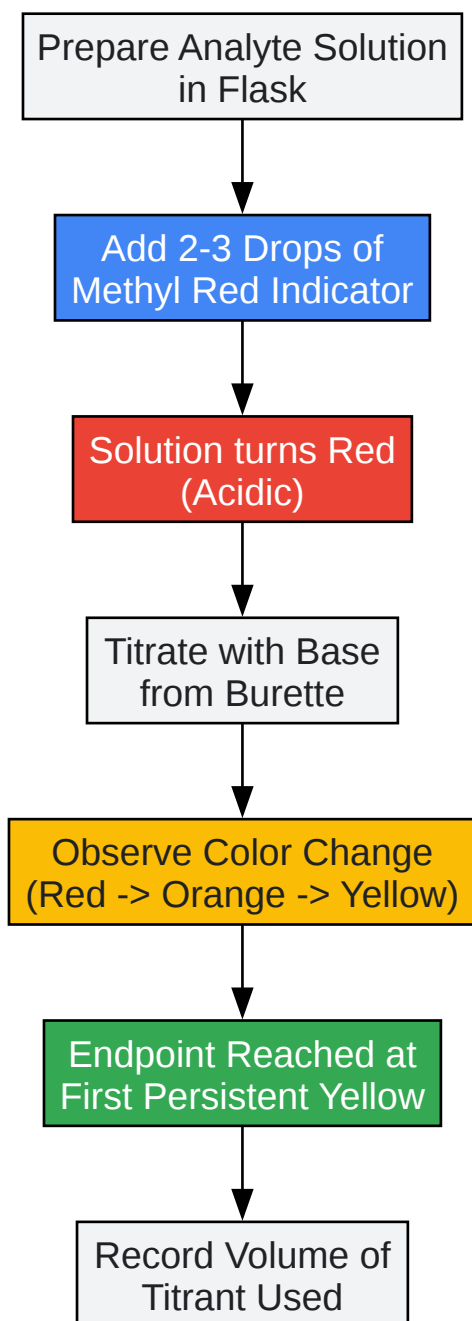 Prepare Analyte Solution
in Flask
Add 2-3 Drops of
Methyl Red Indicator
Solution turns Red
(Acidic)
Titrate with Base
from Burette
Observe Color Change
(Red -> Orange -> Yellow)
Endpoint Reached at
First Persistent Yellow
Record Volume of
Titrant Used